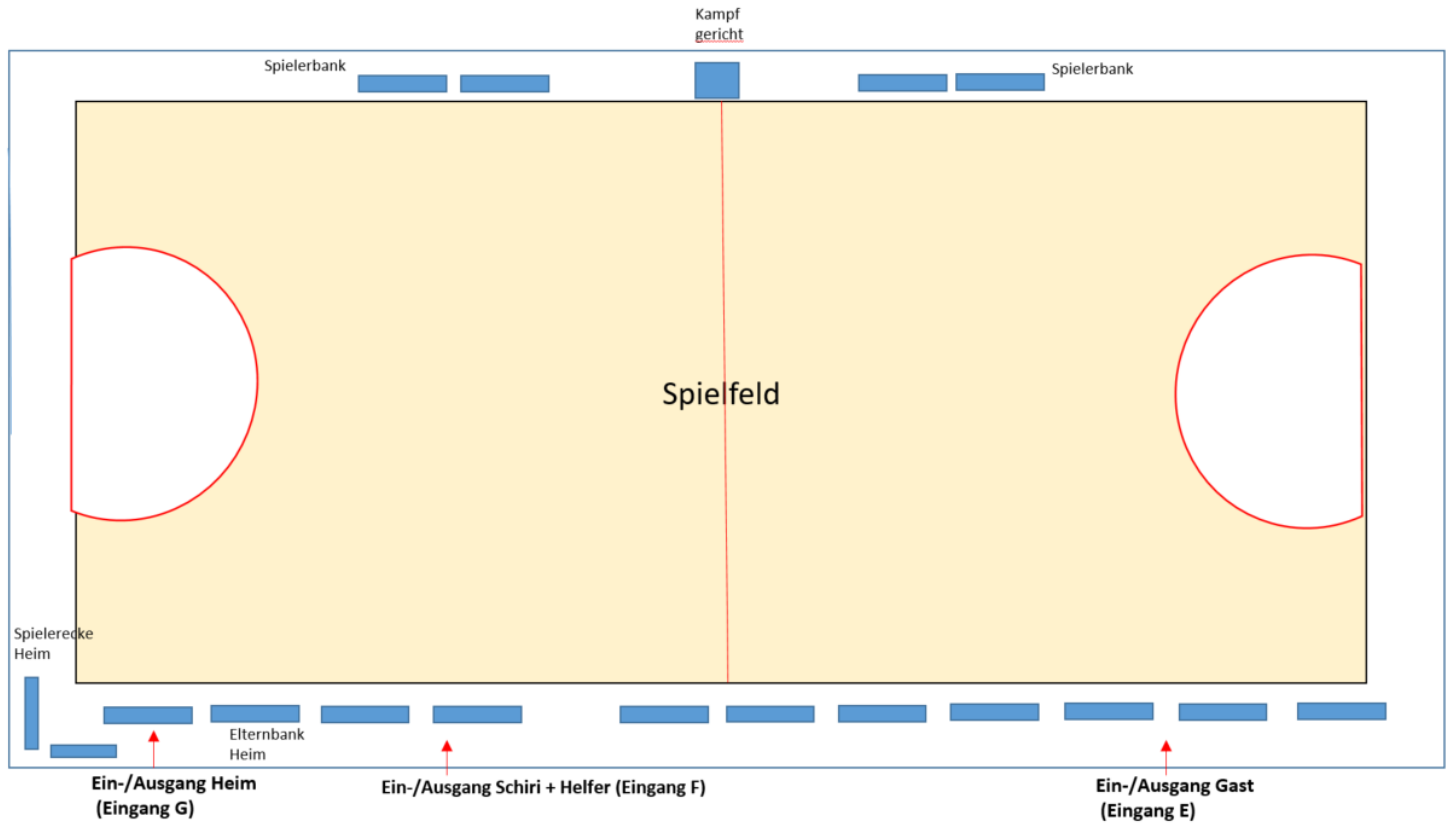 Kampf
gericht
Spielerbank
Spielerbank
Spielfeld
Spielerecke
Heim
Elternbank
Heim
Ein-/Ausgang Heim
(Eingang G)
Ein-/Ausgang Schiri + Helfer (Eingang F)
Ein-/Ausgang Gast
(Eingang E)